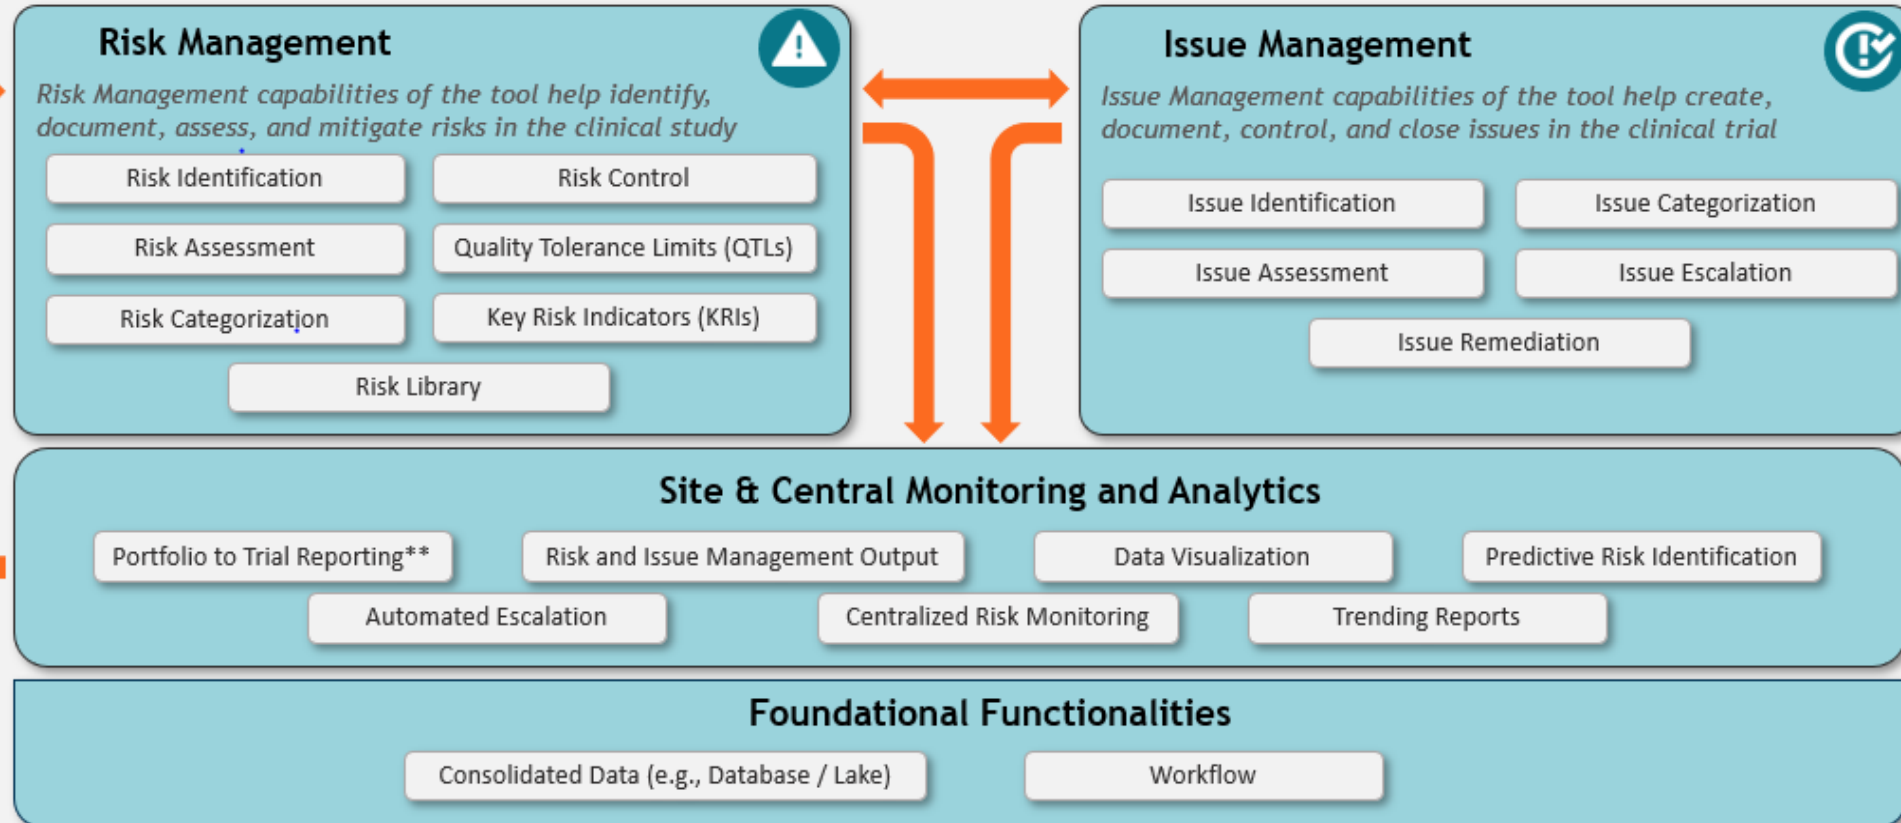 Risk Management
Risk Management capabilities of the tool help identify,
document, assess, and mitigate risks in the clinical study
Risk Identification
Risk Control
Risk Assessment
Quality Tolerance Limits (QTLs)
Risk Categorization
Key Risk Indicators (KRIs)
Risk Library
Issue Management
Issue Management capabilities of the tool help create,
document, control, and close issues in the clinical trial
Issue Identification
Issue Categorization
Issue Assessment
Issue Escalation
Issue Remediation
Site & Central Monitoring and Analytics
Portfolio to Trial Reporting**
Risk and Issue Management Output
Data Visualization
Predictive Risk Identification
Automated Escalation
Centralized Risk Monitoring
Trending Reports
Foundational Functionalities
Consolidated Data (e.g., Database / Lake)
Workflow